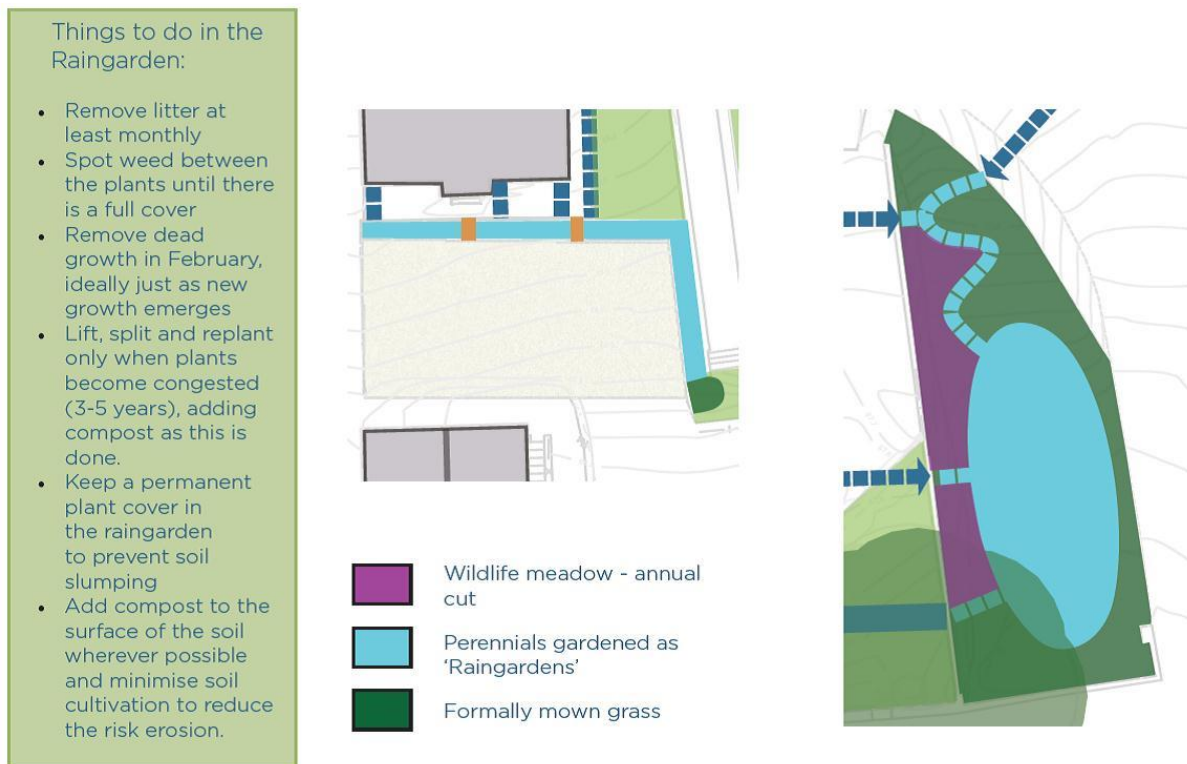 Things to do in the
Raingarden:
• Remove litter at
least monthly
• Spot weed between
the plants until there
is a full cover
• Remove dead
growth in February,
ideally just as new
growth emerges
• Lift, split and replant
only when plants
become congested
(3-5 years), adding
compost as this is
done.
• Keep a permanent
plant cover in
the raingarden
to prevent soil
slumping
• Add compost to the
surface of the soil
wherever possible
and minimise soil
cultivation to reduce
the risk erosion.
Wildlife meadow - annual
cut
Perennials gardened as
‘Raingardens’
Formally mown grass